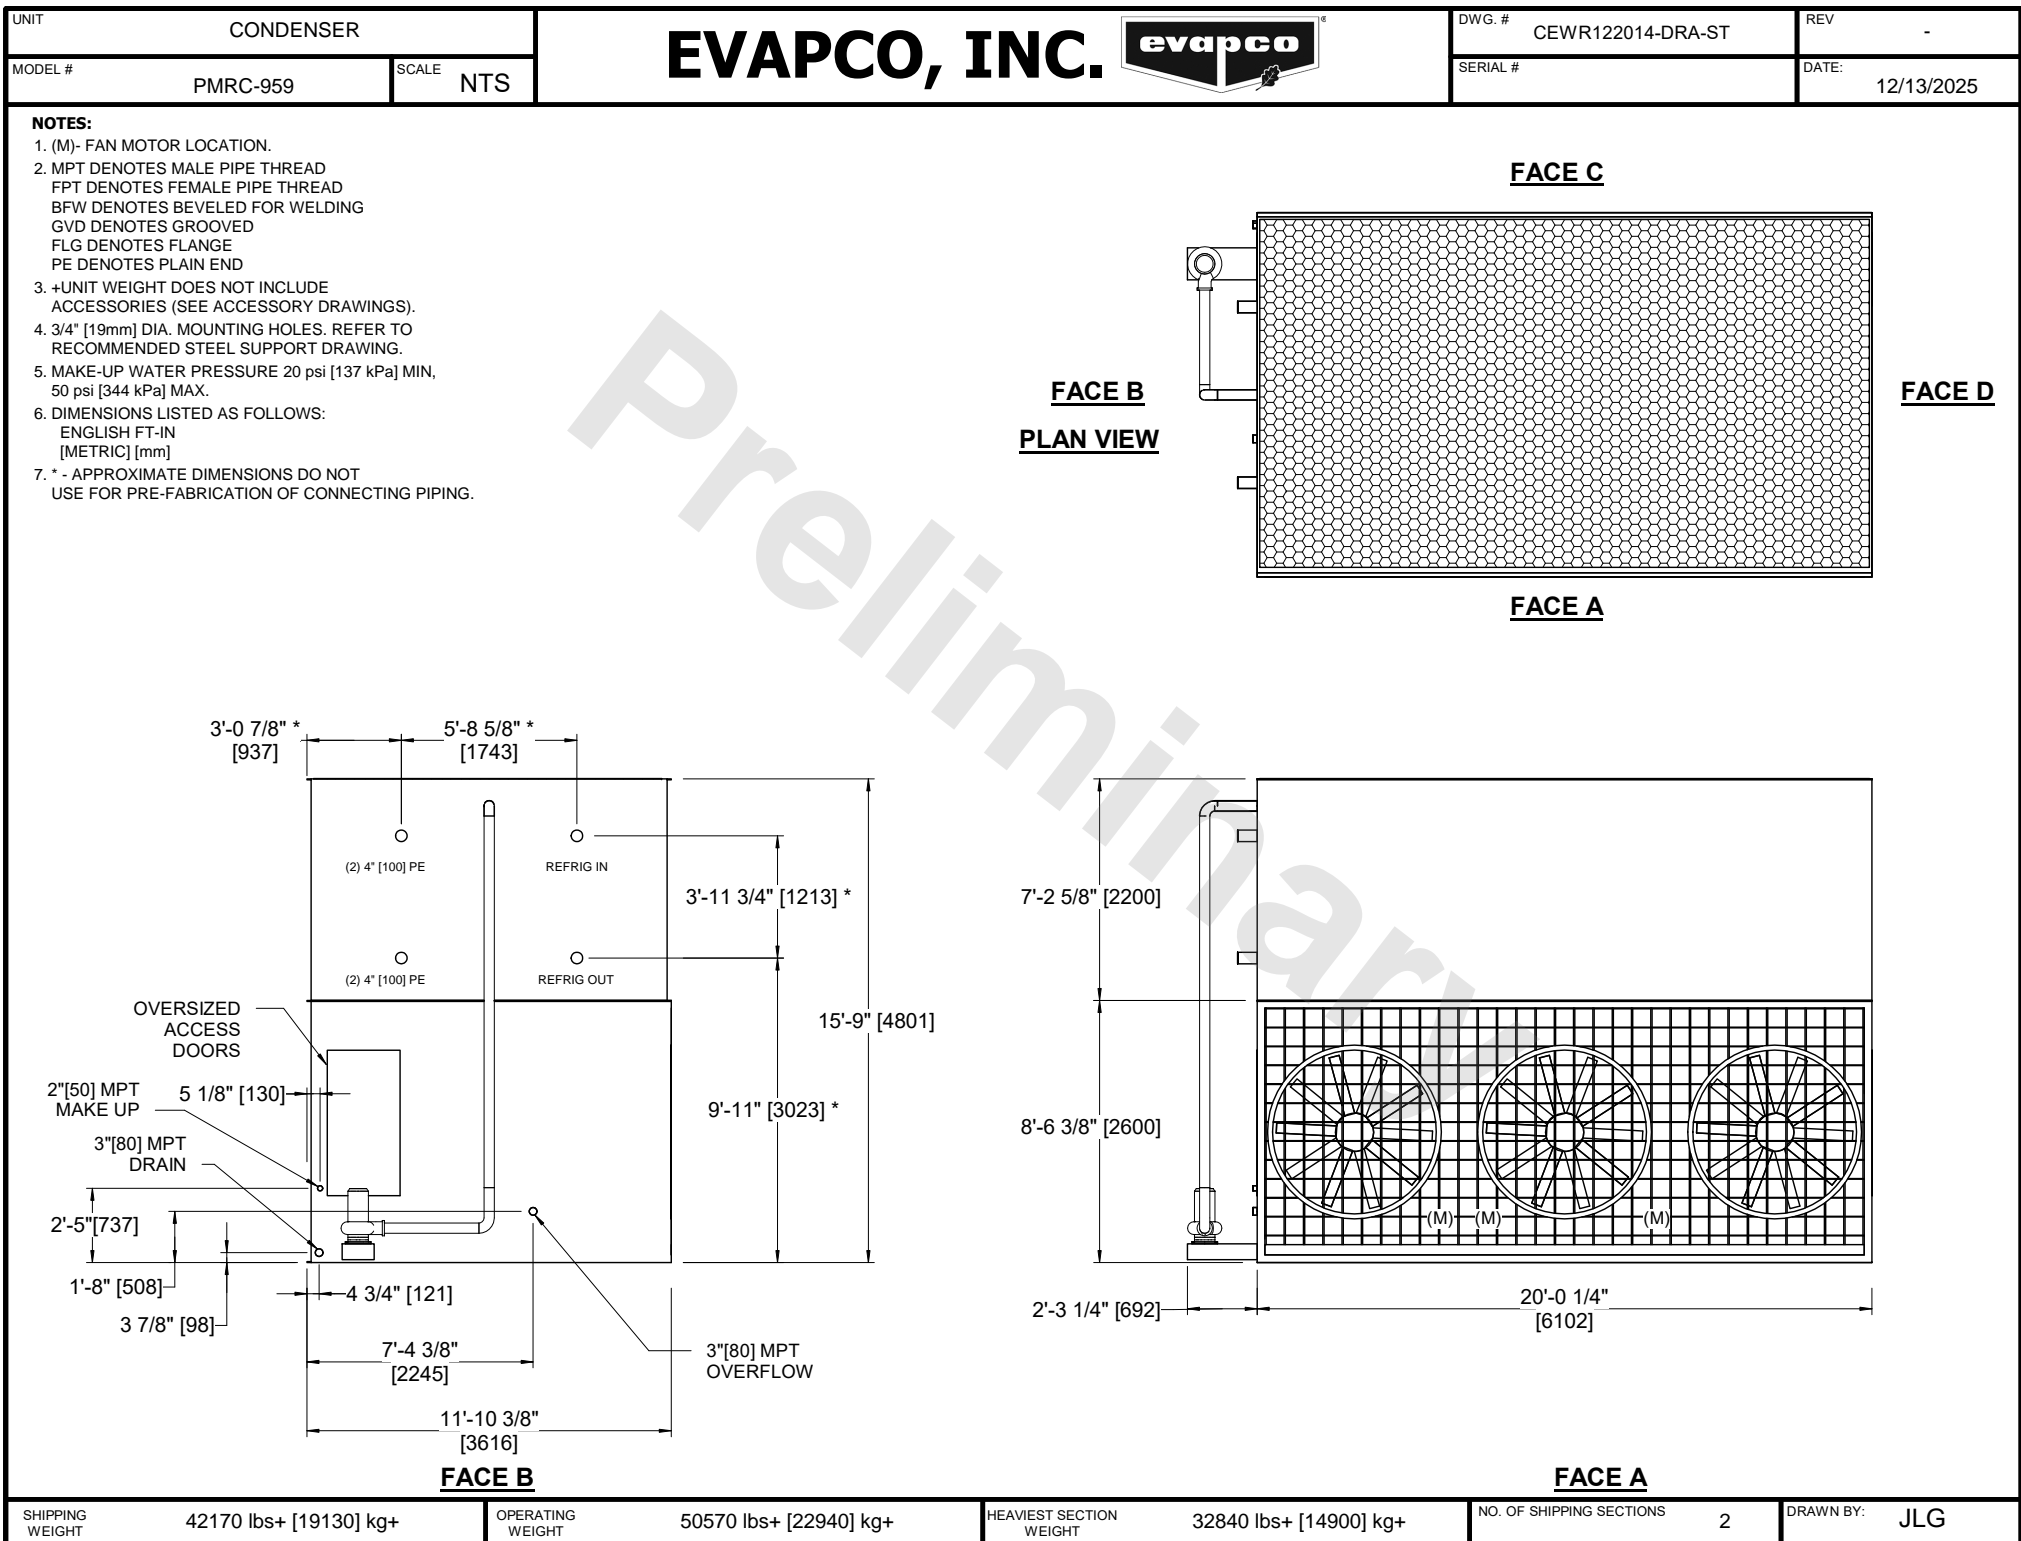 UNIT
CONDENSER
MODEL #
PMRC-959
SCALE
NTS
EVAPCO, INC.
evapco
®
DWG. #
CEWR122014-DRA-ST
REV
-
SERIAL #
DATE:
12/13/2025
NOTES:
1. (M)- FAN MOTOR LOCATION.
2. MPT DENOTES MALE PIPE THREAD
FPT DENOTES FEMALE PIPE THREAD
BFW DENOTES BEVELED FOR WELDING
GVD DENOTES GROOVED
FLG DENOTES FLANGE
PE DENOTES PLAIN END
3. +UNIT WEIGHT DOES NOT INCLUDE
ACCESSORIES (SEE ACCESSORY DRAWINGS).
4. 3/4" [19mm] DIA. MOUNTING HOLES. REFER TO
RECOMMENDED STEEL SUPPORT DRAWING.
5. MAKE-UP WATER PRESSURE 20 psi [137 kPa] MIN,
50 psi [344 kPa] MAX.
6. DIMENSIONS LISTED AS FOLLOWS:
ENGLISH FT-IN
[METRIC] [mm]
7. * - APPROXIMATE DIMENSIONS DO NOT
USE FOR PRE-FABRICATION OF CONNECTING PIPING.
Preliminary
FACE C
FACE B
PLAN VIEW
FACE D
FACE A
3'-0 7/8" *
[937]
5'-8 5/8" *
[1743]
(2) 4" [100] PE
REFRIG IN
3'-11 3/4" [1213] *
(2) 4" [100] PE
REFRIG OUT
OVERSIZED
ACCESS
DOORS
15'-9" [4801]
2"[50] MPT
MAKE UP
5 1/8" [130]
9'-11" [3023] *
3"[80] MPT
DRAIN
2'-5"[737]
1'-8" [508]
4 3/4" [121]
3 7/8" [98]
7'-4 3/8"
[2245]
3"[80] MPT
OVERFLOW
11'-10 3/8"
[3616]
FACE B
7'-2 5/8" [2200]
8'-6 3/8" [2600]
(M)
(M)
(M)
2'-3 1/4" [692]
20'-0 1/4"
[6102]
FACE A
SHIPPING
WEIGHT
42170 lbs+ [19130] kg+
OPERATING
WEIGHT
50570 lbs+ [22940] kg+
HEAVIEST SECTION
WEIGHT
32840 lbs+ [14900] kg+
NO. OF SHIPPING SECTIONS
2
DRAWN BY:
JLG